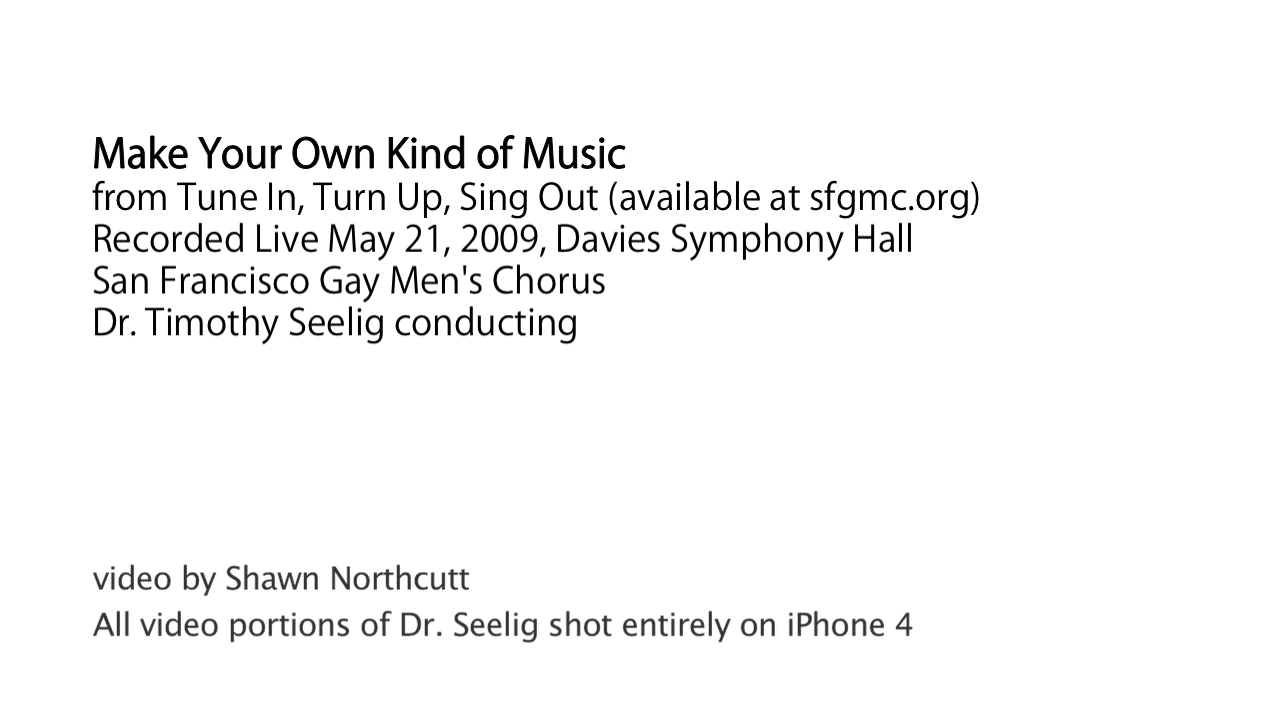 Make Your Own Kind of Music
from Tune In, Turn Up, Sing Out (available at sfgmc.org)
Recorded Live May 21, 2009, Davies Symphony Hall
San Francisco Gay Men's Chorus
Dr. Timothy Seelig conducting
video by Shawn Northcutt
All video portions of Dr. Seelig shot entirely on iPhone 4